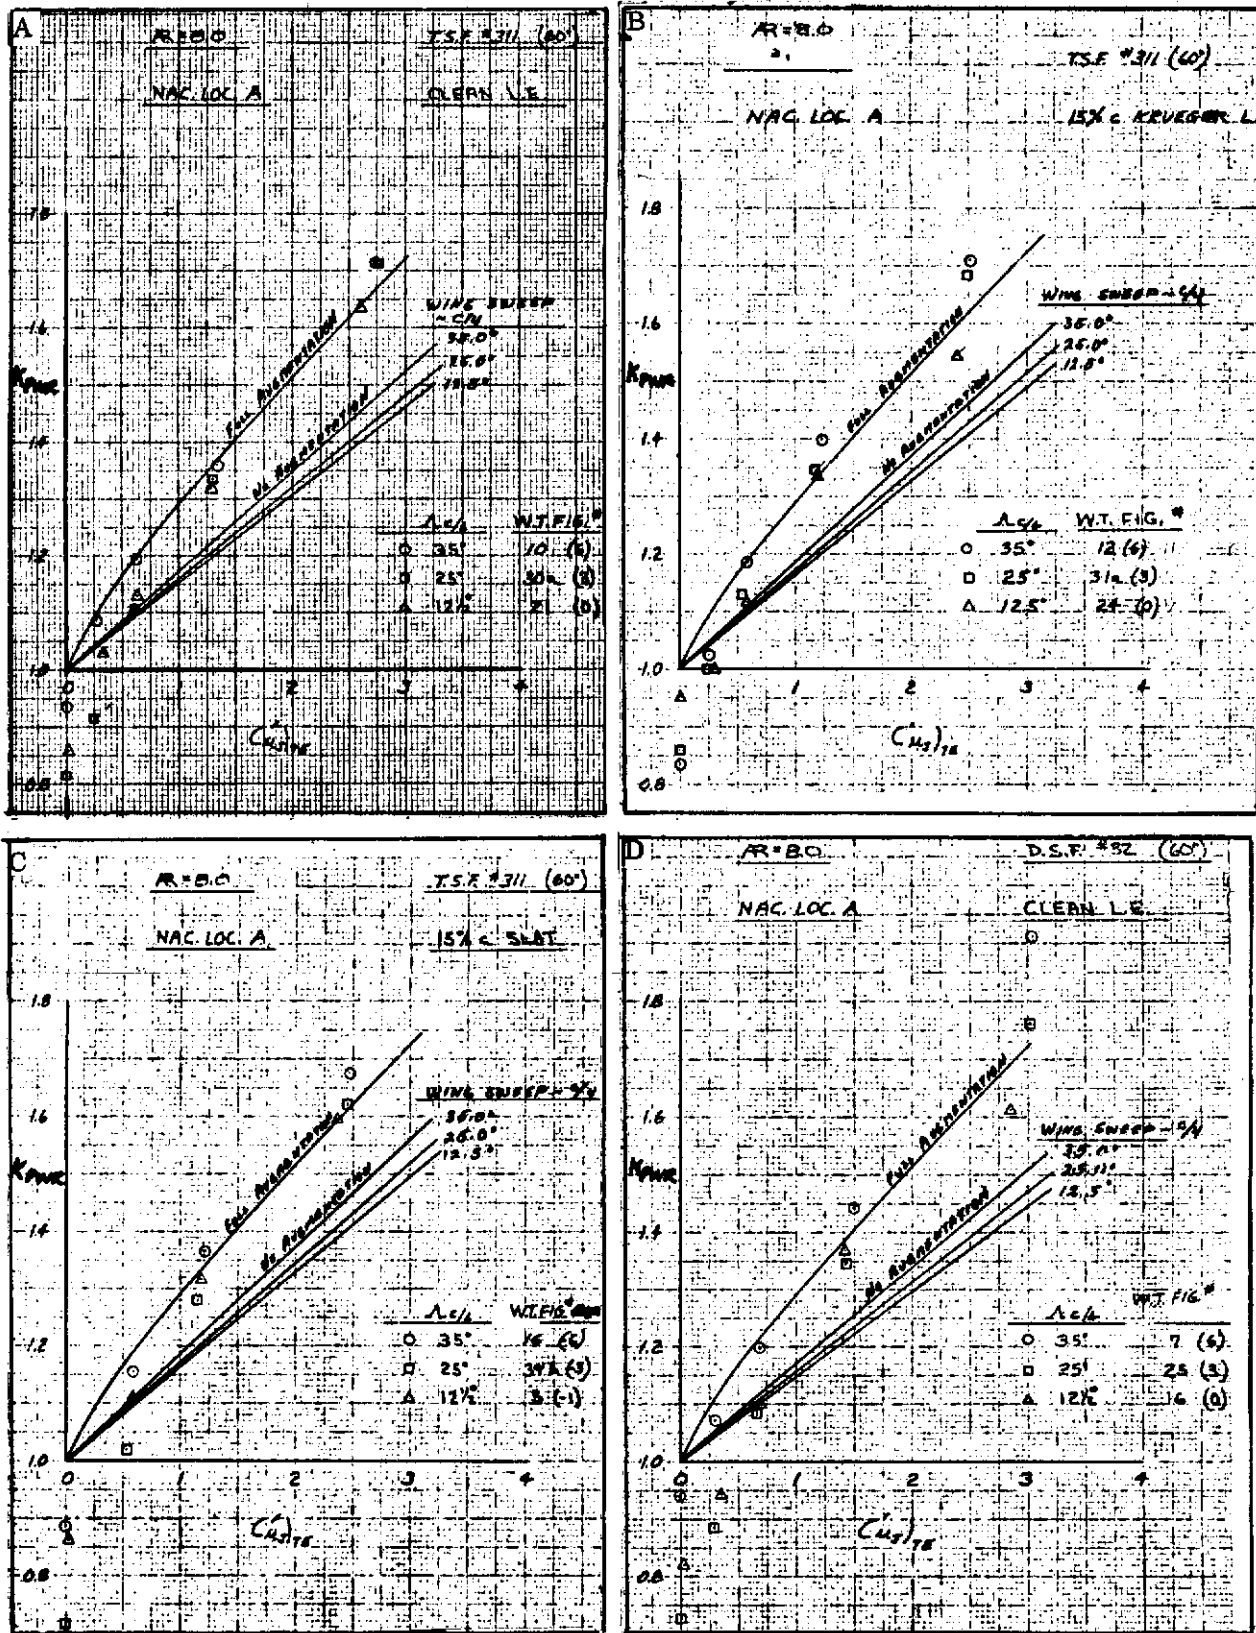 A
AR = 8.0
T.S.F. #311 (60°)
NAC. LOC. A
CLEAN L.E.
1.8
1.6
1.4
1.2
1.0
0.8
KPWR
FULL AUGMENTATION
NO AUGMENTATION
WING SWEEP
~ C/4
35.0°
25.0°
12.5°
Λ c/4 W.T. FIG. #
35° 10 (6)
25° 30a (3)
12½° 21 (0)
0 2 3 4
(C'μJ)TE
B
AR = 8.0
T.S.F. #311 (60°)
NAC. LOC. A
15% c KRUEGER L.
1.8
1.6
1.4
1.2
1.0
0.8
KPWR
FULL AUGMENTATION
NO AUGMENTATION
WING SWEEP ~ C/4
35.0°
25.0°
12.5°
Λ c/4 W.T. FIG. #
35° 12 (6)
25° 31a (3)
12.5° 24 (0)
1 2 3 4
(C'μJ)TE
C
AR = 8.0
T.S.F. #311 (60°)
NAC. LOC. A
15% c SLAT
1.8
1.6
1.4
1.2
1.0
0.8
KPWR
FULL AUGMENTATION
NO AUGMENTATION
WING SWEEP ~ C/4
35.0°
25.0°
12.5°
Λ c/4 W.T. FIG. #
35° 16 (6)
25°
12½° (-1)
0 1 2 3 4
(C'μJ)TE
D
AR = 8.0
D.S.F. #32 (60°)
NAC. LOC. A
CLEAN L.E.
1.8
1.6
1.4
1.2
1.0
0.8
KPWR
FULL AUGMENTATION
NO AUGMENTATION
WING SWEEP ~ C/4
35.0°
25.0°
12.5°
Λ c/4 W.T. FIG. #
35° 7 (6)
25° 25 (3)
12½° 16 (0)
0 1 2 3 4
(C'μJ)TE